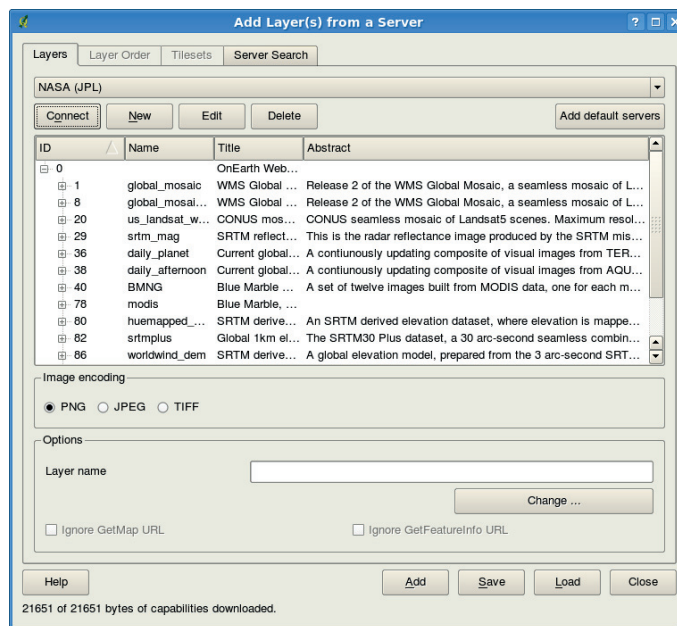 Add Layer(s) from a Server
Layers Layer Order Tilesets Server Search
NASA (JPL)
Connect New Edit Delete Add default servers
ID Name Title Abstract
0 OnEarth Web...
1 global_mosaic WMS Global ... Release 2 of the WMS Global Mosaic, a seamless mosaic of L...
8 global_mosai... WMS Global ... Release 2 of the WMS Global Mosaic, a seamless mosaic of L...
20 us_landsat_w... CONUS mos... CONUS seamless mosaic of Landsat5 scenes. Maximum resol...
29 srtm_mag SRTM reflect... This is the radar reflectance image produced by the SRTM mis...
36 daily_planet Current global... A contiunously updating composite of visual images from TER...
38 daily_afternoon Current global... A contiunously updating composite of visual images from AQU...
40 BMNG Blue Marble ... A set of twelve images built from MODIS data, one for each m...
78 modis Blue Marble, ...
80 huemapped_... SRTM derive... An SRTM derived elevation dataset, where elevation is mappe...
82 srtmplus Global 1km el... The SRTM30 Plus dataset, a 30 arc-second seamless combin...
86 worldwind_dem SRTM derive... A global elevation model, prepared from the 3 arc-second SRT...
Image encoding
PNG JPEG TIFF
Options
Layer name
Change ...
Ignore GetMap URL Ignore GetFeatureInfo URL
Help Add Save Load Close
21651 of 21651 bytes of capabilities downloaded.